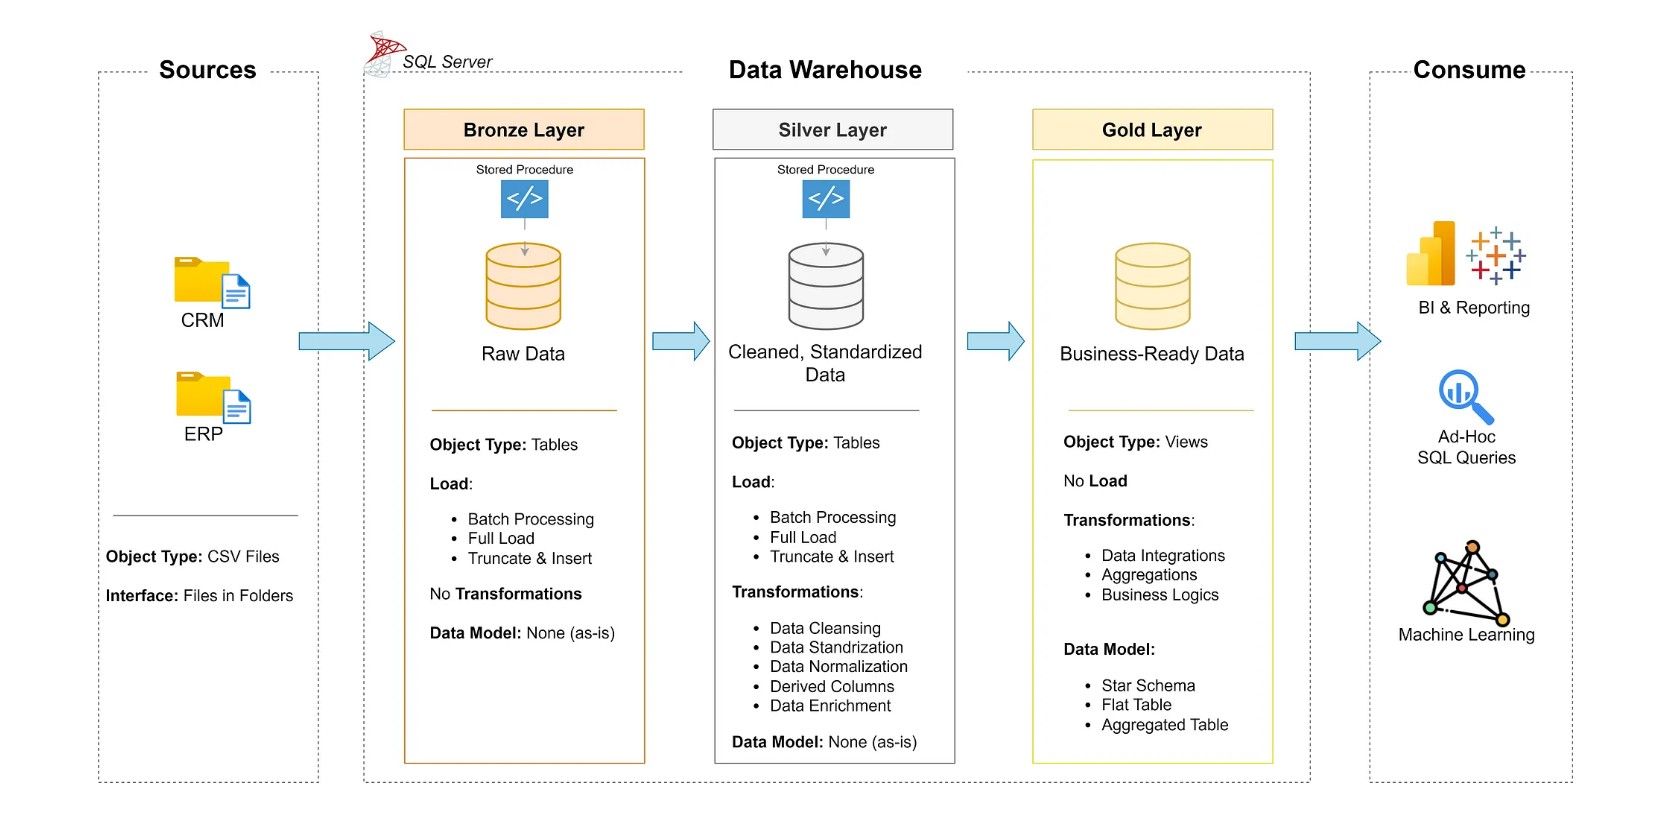 Sources
CRM
ERP
Object Type: CSV Files
Interface: Files in Folders
SQL Server
Data Warehouse
Bronze Layer
Stored Procedure
</>
Raw Data
Object Type: Tables
Load:
• Batch Processing
• Full Load
• Truncate & Insert
No Transformations
Data Model: None (as-is)
Silver Layer
Stored Procedure
</>
Cleaned, Standardized
Data
Object Type: Tables
Load:
• Batch Processing
• Full Load
• Truncate & Insert
Transformations:
• Data Cleansing
• Data Standrization
• Data Normalization
• Derived Columns
• Data Enrichment
Data Model: None (as-is)
Gold Layer
Business-Ready Data
Object Type: Views
No Load
Transformations:
• Data Integrations
• Aggregations
• Business Logics
Data Model:
• Star Schema
• Flat Table
• Aggregated Table
Consume
BI & Reporting
Ad-Hoc
SQL Queries
Machine Learning